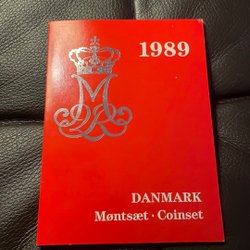 1989
DANMARK
Møntsæt · Coinset